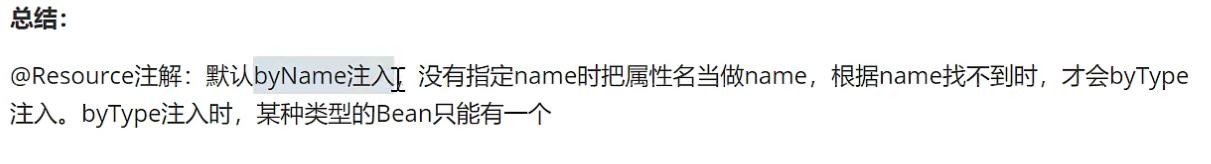 总结：
@Resource注解：默认byName注入，没有指定name时把属性名当做name，根据name找不到时，才会byType
注入。byType注入时，某种类型的Bean只能有一个